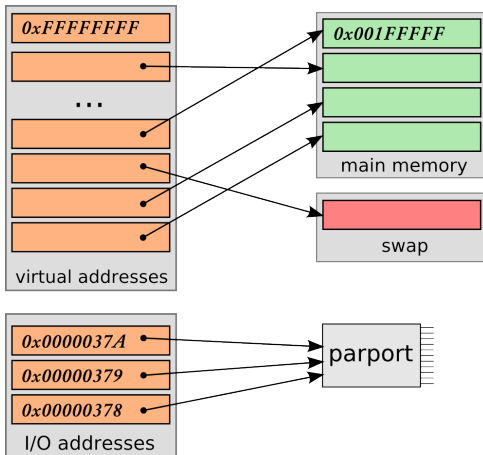 0xFFFFFFFF
...
virtual addresses
0x001FFFFF
main memory
swap
0x0000037A
0x00000379
0x00000378
I/O addresses
parport